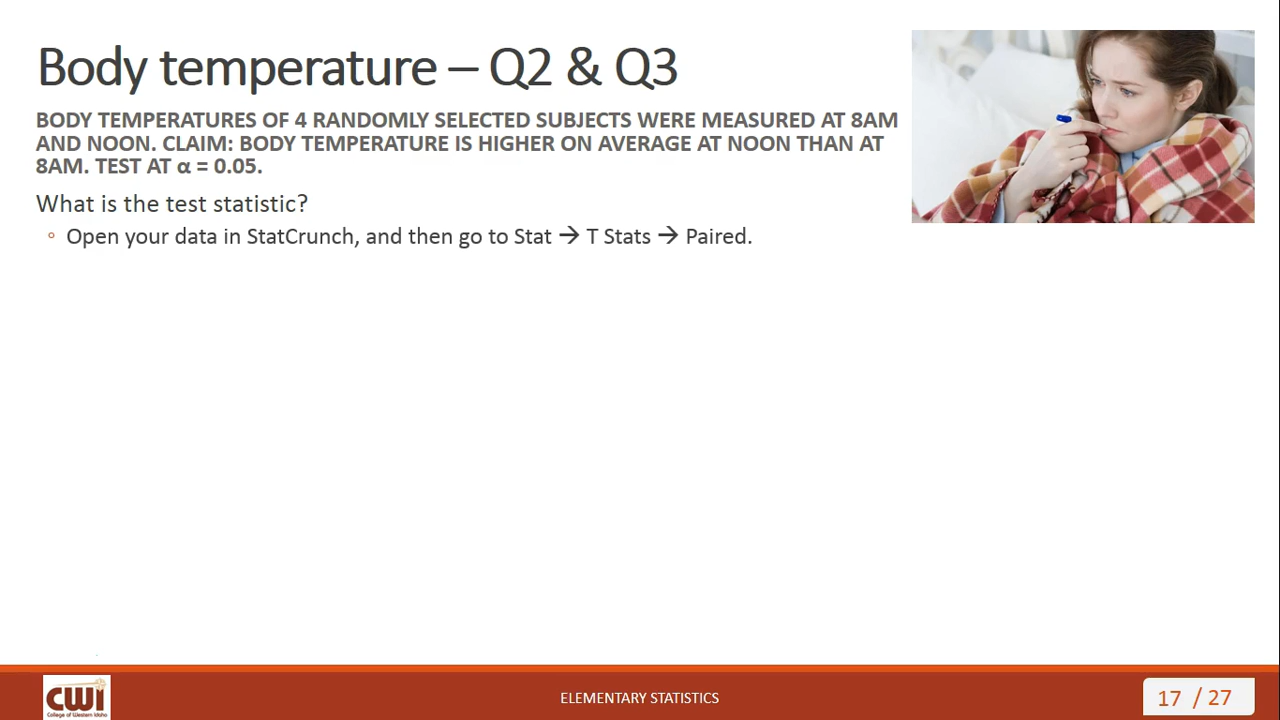 Body temperature – Q2 & Q3
BODY TEMPERATURES OF 4 RANDOMLY SELECTED SUBJECTS WERE MEASURED AT 8AM
AND NOON. CLAIM: BODY TEMPERATURE IS HIGHER ON AVERAGE AT NOON THAN AT
8AM. TEST AT α = 0.05.
What is the test statistic?
◦ Open your data in StatCrunch, and then go to Stat → T Stats → Paired.
CWI
College of Western Idaho
ELEMENTARY STATISTICS
17 / 27